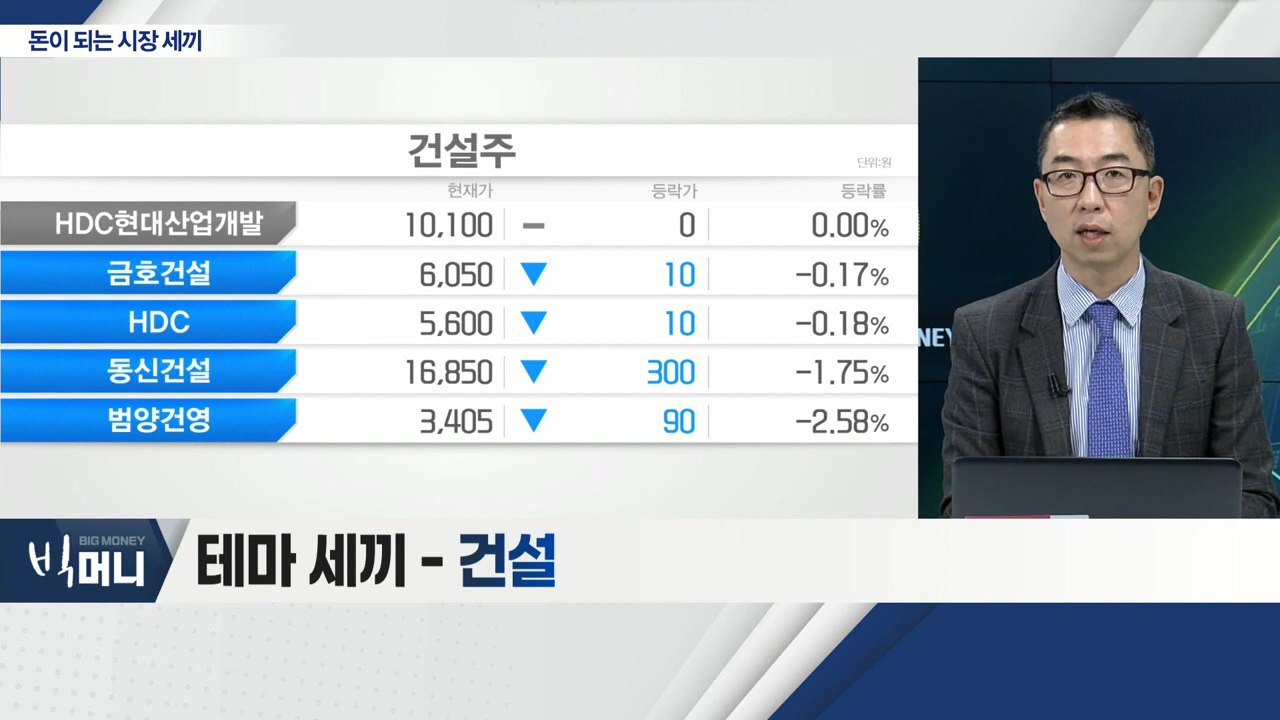 돈이 되는 시장 세끼
건설주
단위:원
현재가 등락가 등락률
HDC현대산업개발 10,100 - 0 0.00%
금호건설 6,050 ▼ 10 -0.17%
HDC 5,600 ▼ 10 -0.18%
동신건설 16,850 ▼ 300 -1.75%
범양건영 3,405 ▼ 90 -2.58%
NEY
BIG MONEY
빅머니
테마 세끼 - 건설